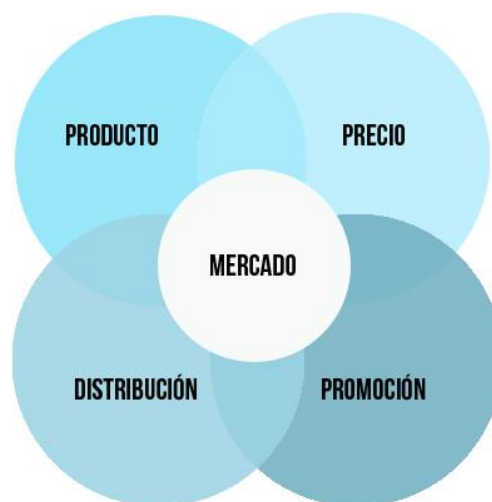 PRODUCTO
PRECIO
MERCADO
DISTRIBUCIÓN
PROMOCIÓN